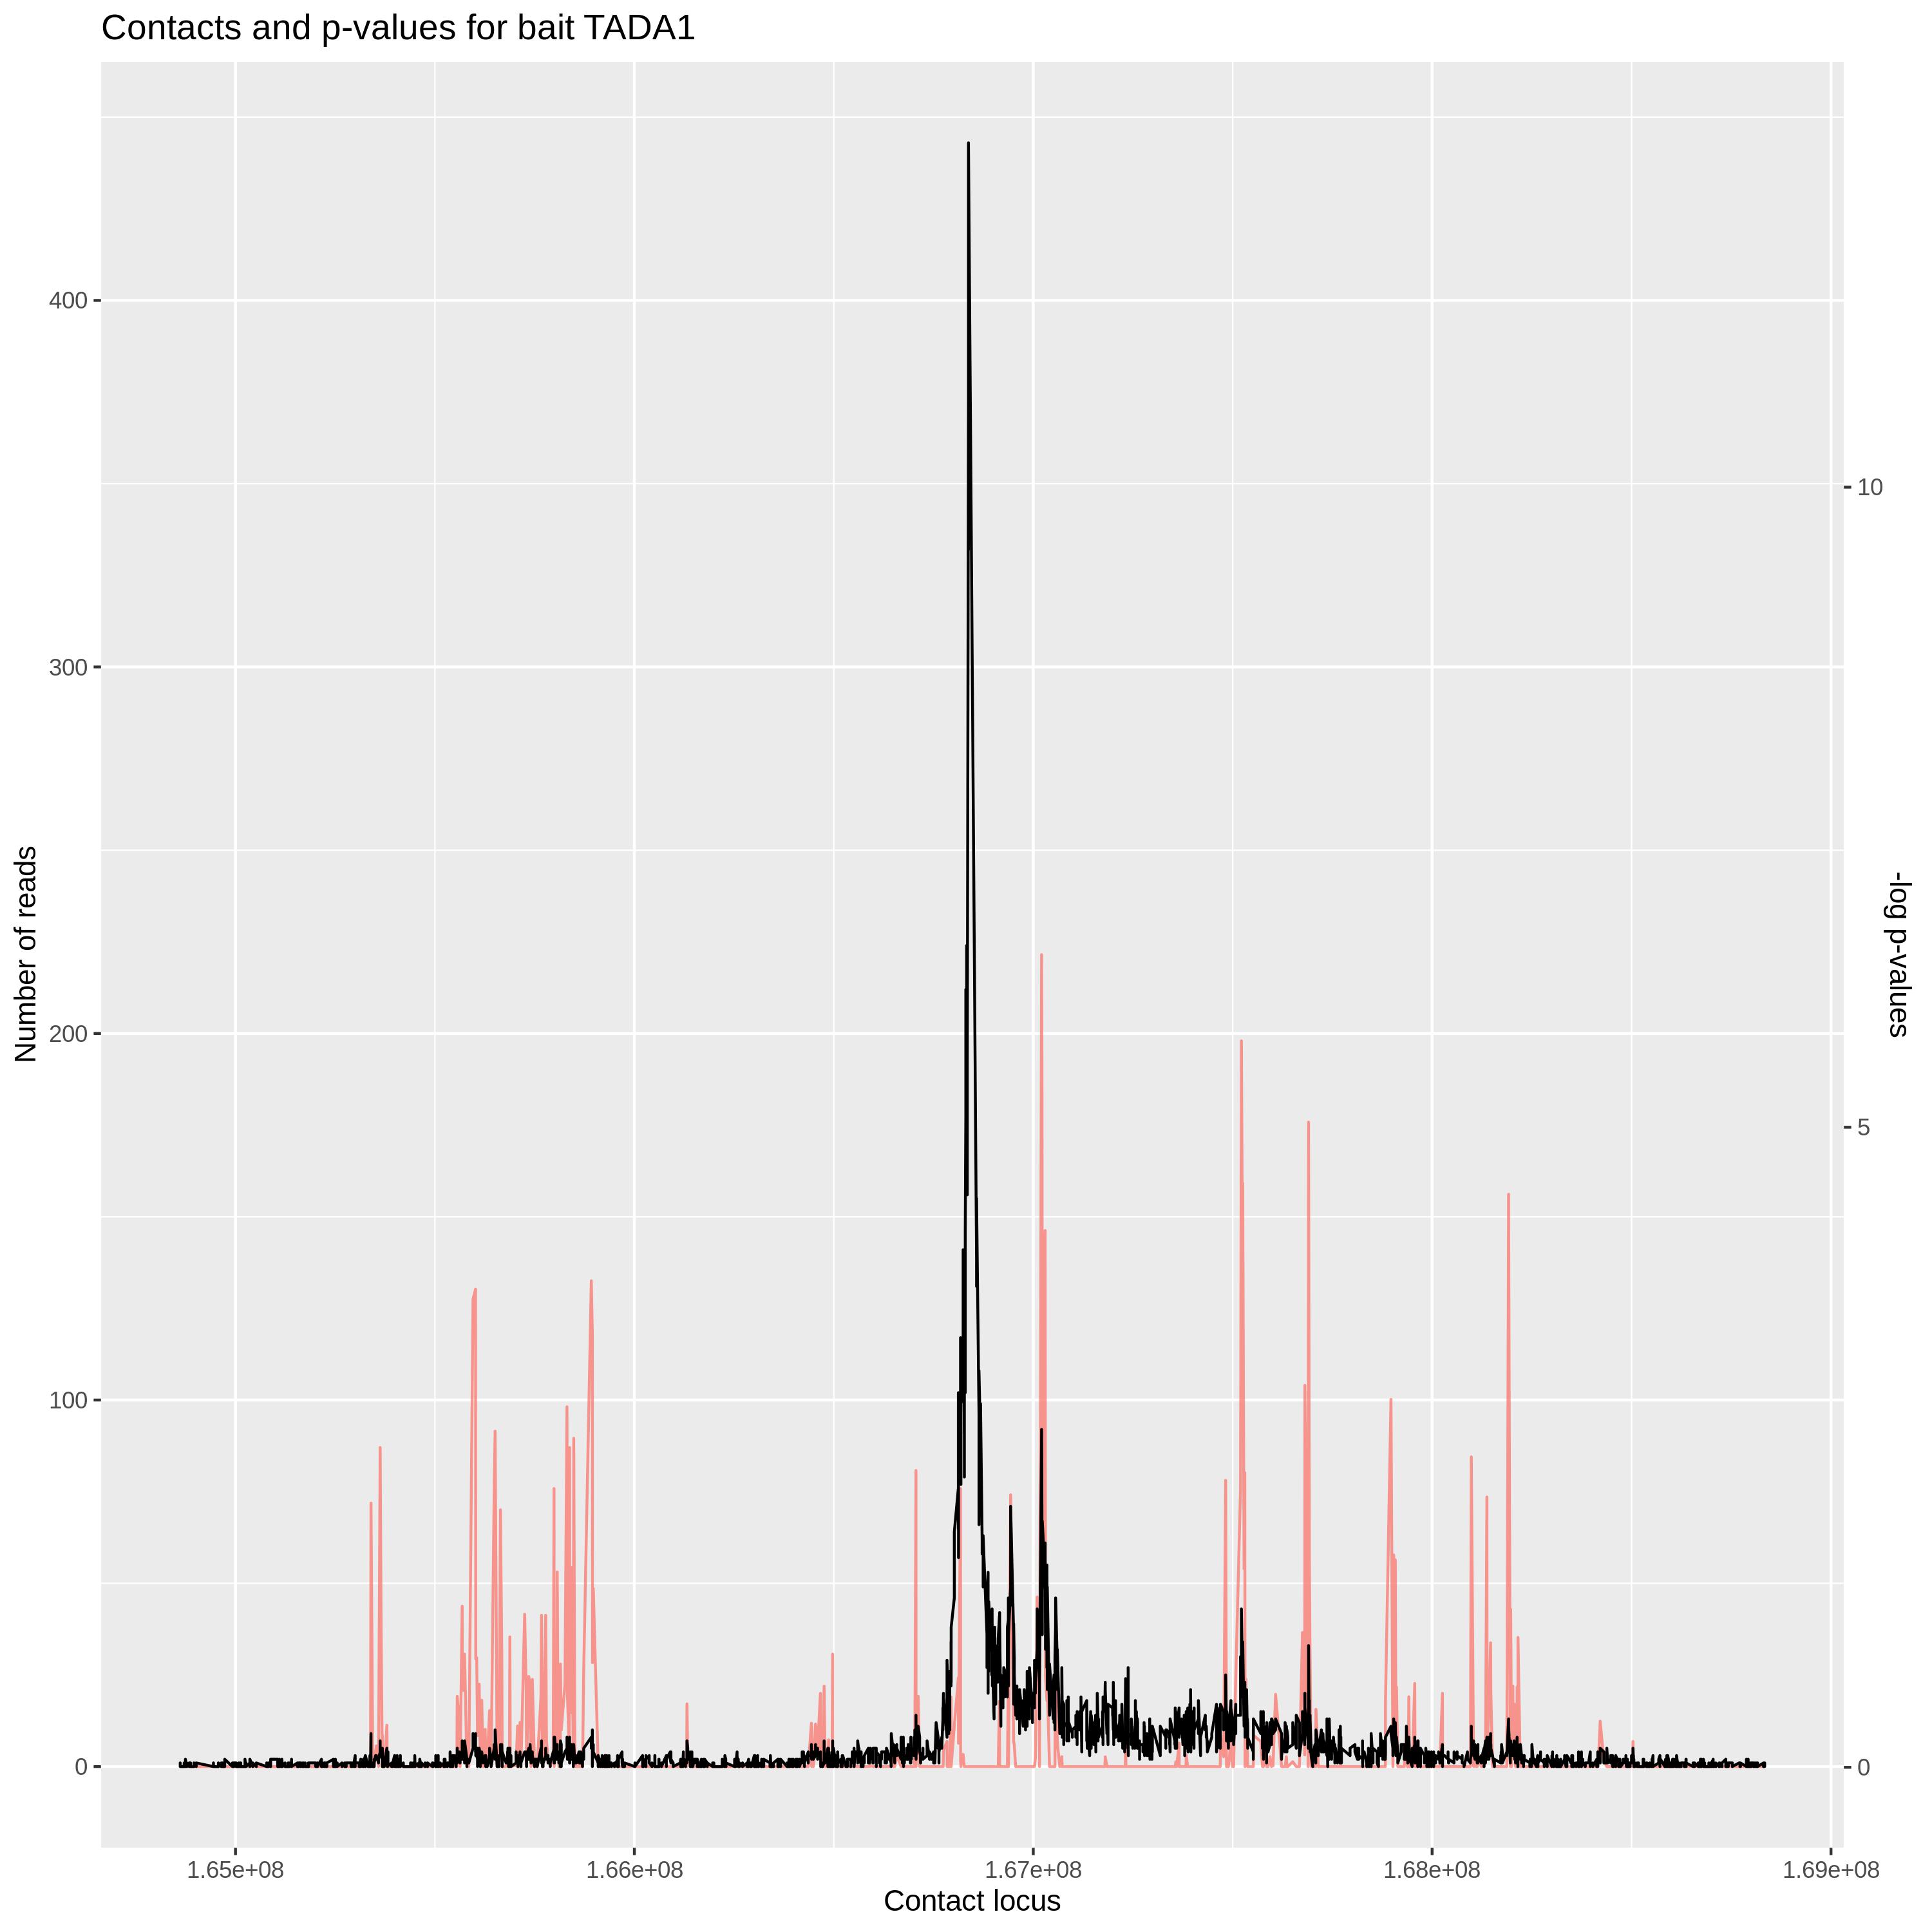 Contacts and p-values for bait TADA1
Number of reads
400
300
200
100
0
10
5
0
-log p-values
1.65e+08
1.66e+08
1.67e+08
1.68e+08
1.69e+08
Contact locus